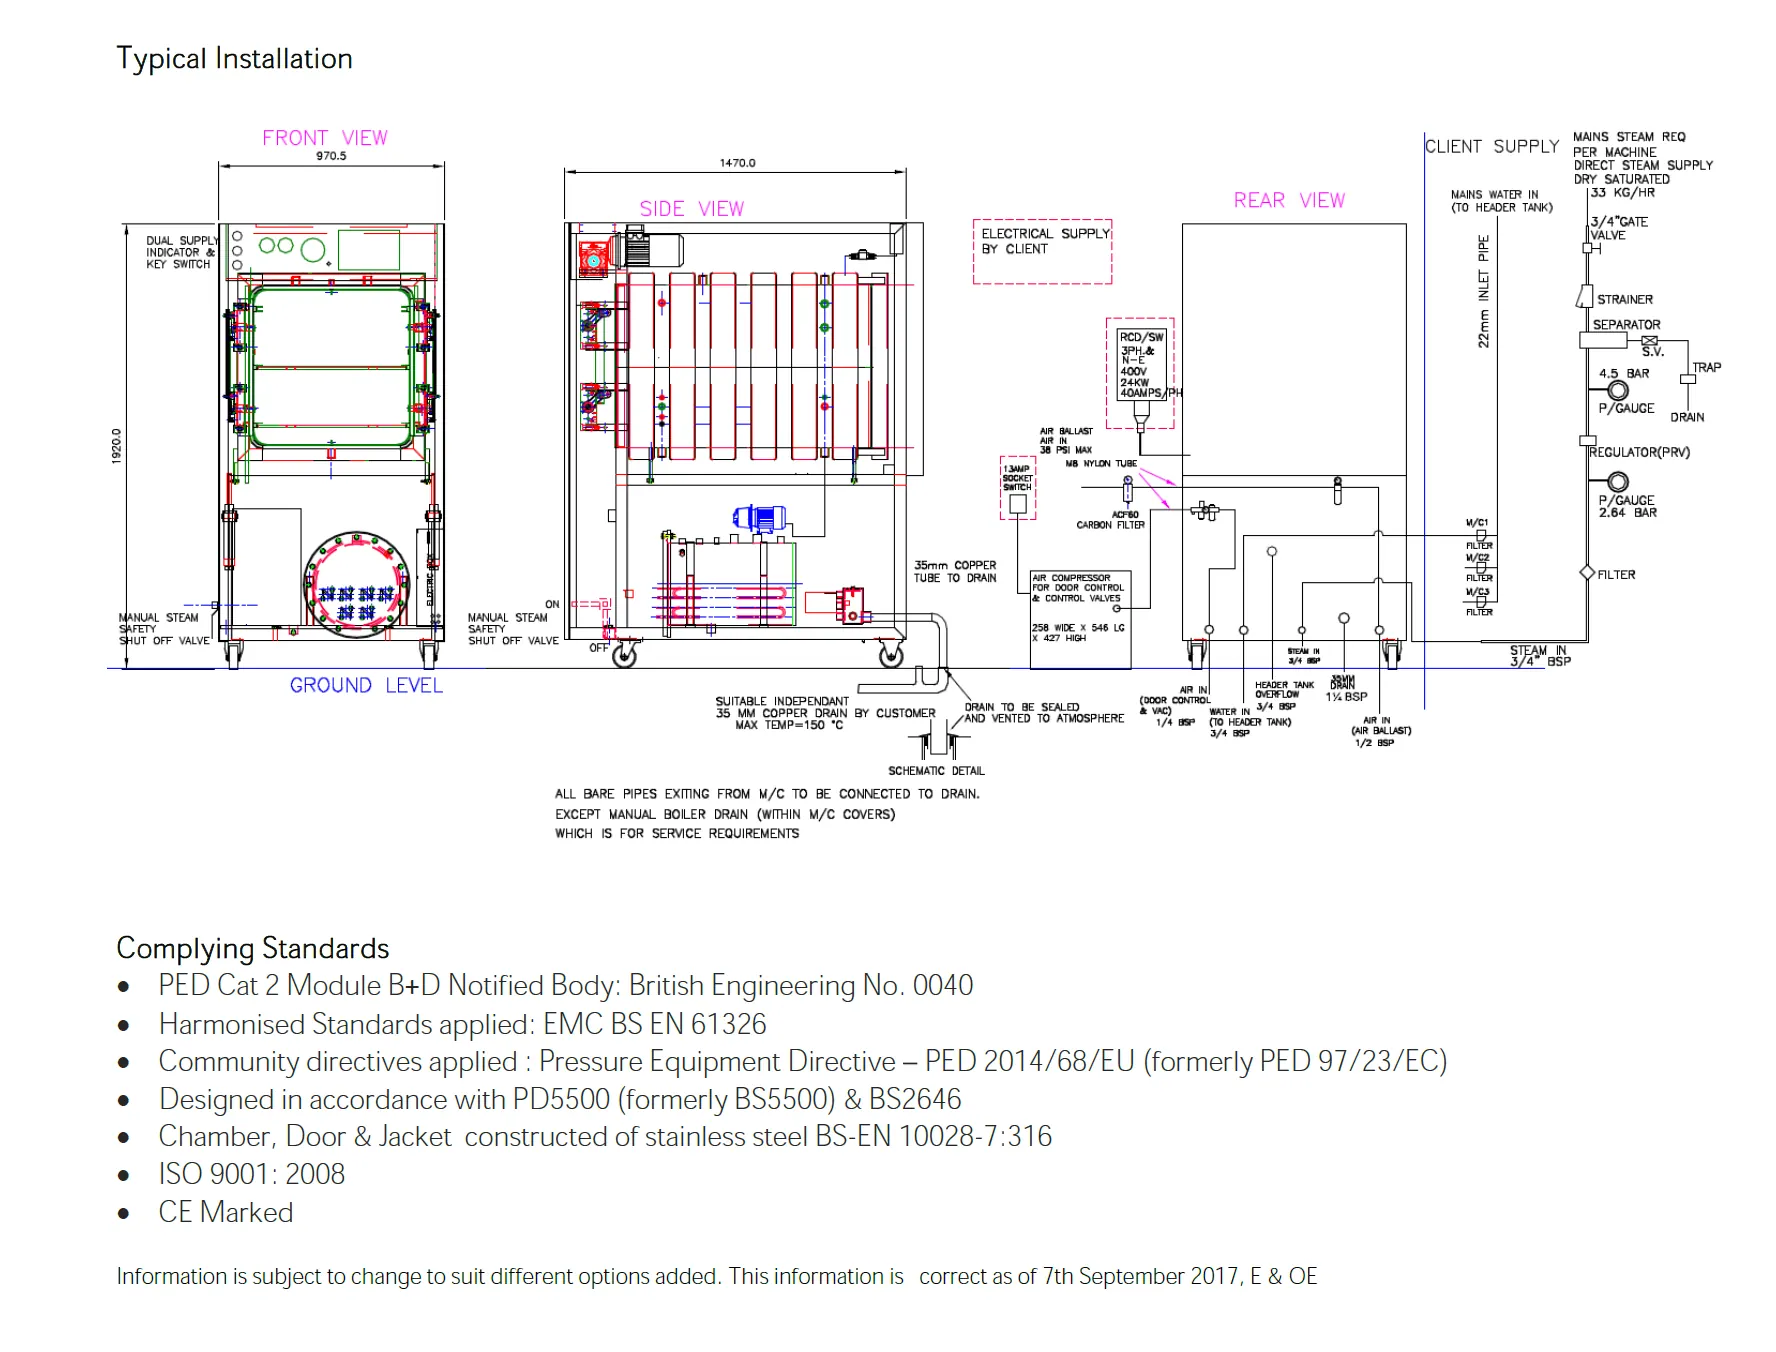 Typical Installation
FRONT VIEW
970.5
DUAL SUPPLY
INDICATOR &
KEY SWITCH
1920.0
ELECTRIC BOX
MANUAL STEAM
SAFETY
SHUT OFF VALVE
GROUND LEVEL
1470.0
SIDE VIEW
MANUAL STEAM
SAFETY
SHUT OFF VALVE
ON
OFF
35mm COPPER
TUBE TO DRAIN
SUITABLE INDEPENDANT
35 MM COPPER DRAIN BY CUSTOMER
MAX TEMP=150 °C
DRAIN TO BE SEALED
AND VENTED TO ATMOSPHERE
SCHEMATIC DETAIL
ALL BARE PIPES EXITING FROM M/C TO BE CONNECTED TO DRAIN.
EXCEPT MANUAL BOILER DRAIN (WITHIN M/C COVERS)
WHICH IS FOR SERVICE REQUIREMENTS
ELECTRICAL SUPPLY
BY CLIENT
RCD/SW
3PH.&
N-E
400V
24KW
40AMPS/PH
AIR BALLAST
AIR IN
38 PSI MAX
M8 NYLON TUBE
13AMP
SOCKET
SWITCH
ACF60
CARBON FILTER
AIR COMPRESSOR
FOR DOOR CONTROL
& CONTROL VALVES
258 WIDE X 546 LG
X 427 HIGH
REAR VIEW
AIR IN
(DOOR CONTROL
& VAC)
1/4 BSP
WATER IN
(TO HEADER TANK)
3/4 BSP
HEADER TANK
OVERFLOW
3/4 BSP
STEAM IN
3/4 BSP
35MM
DRAIN
1¼ BSP
AIR IN
(AIR BALLAST)
1/2 BSP
CLIENT SUPPLY
MAINS WATER IN
(TO HEADER TANK)
22mm INLET PIPE
M/C1
FILTER
M/C2
FILTER
M/C3
FILTER
MAINS STEAM REQ
PER MACHINE
DIRECT STEAM SUPPLY
DRY SATURATED
33 KG/HR
3/4"GATE
VALVE
STRAINER
SEPARATOR
S.V.
TRAP
DRAIN
4.5 BAR
P/GAUGE
REGULATOR(PRV)
P/GAUGE
2.64 BAR
FILTER
STEAM IN
3/4" BSP
Complying Standards
• PED Cat 2 Module B+D Notified Body: British Engineering No. 0040
• Harmonised Standards applied: EMC BS EN 61326
• Community directives applied : Pressure Equipment Directive – PED 2014/68/EU (formerly PED 97/23/EC)
• Designed in accordance with PD5500 (formerly BS5500) & BS2646
• Chamber, Door & Jacket constructed of stainless steel BS-EN 10028-7:316
• ISO 9001: 2008
• CE Marked
Information is subject to change to suit different options added. This information is correct as of 7th September 2017, E & OE